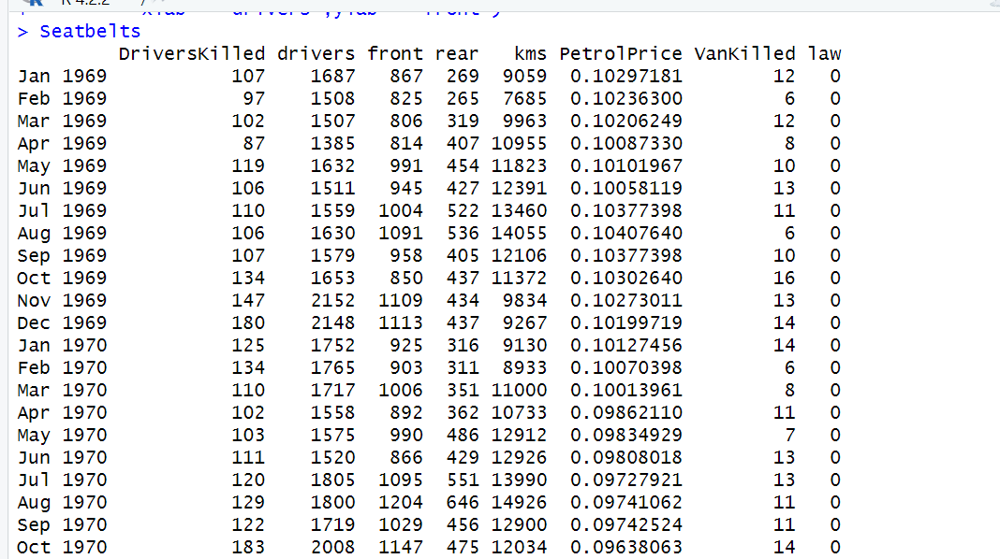 R 4.2.2
> Seatbelts
DriversKilled drivers front rear kms PetrolPrice VanKilled law
Jan 1969 107 1687 867 269 9059 0.10297181 12 0
Feb 1969 97 1508 825 265 7685 0.10236300 6 0
Mar 1969 102 1507 806 319 9963 0.10206249 12 0
Apr 1969 87 1385 814 407 10955 0.10087330 8 0
May 1969 119 1632 991 454 11823 0.10101967 10 0
Jun 1969 106 1511 945 427 12391 0.10058119 13 0
Jul 1969 110 1559 1004 522 13460 0.10377398 11 0
Aug 1969 106 1630 1091 536 14055 0.10407640 6 0
Sep 1969 107 1579 958 405 12106 0.10377398 10 0
Oct 1969 134 1653 850 437 11372 0.10302640 16 0
Nov 1969 147 2152 1109 434 9834 0.10273011 13 0
Dec 1969 180 2148 1113 437 9267 0.10199719 14 0
Jan 1970 125 1752 925 316 9130 0.10127456 14 0
Feb 1970 134 1765 903 311 8933 0.10070398 6 0
Mar 1970 110 1717 1006 351 11000 0.10013961 8 0
Apr 1970 102 1558 892 362 10733 0.09862110 11 0
May 1970 103 1575 990 486 12912 0.09834929 7 0
Jun 1970 111 1520 866 429 12926 0.09808018 13 0
Jul 1970 120 1805 1095 551 13990 0.09727921 13 0
Aug 1970 129 1800 1204 646 14926 0.09741062 11 0
Sep 1970 122 1719 1029 456 12900 0.09742524 11 0
Oct 1970 183 2008 1147 475 12034 0.09638063 14 0